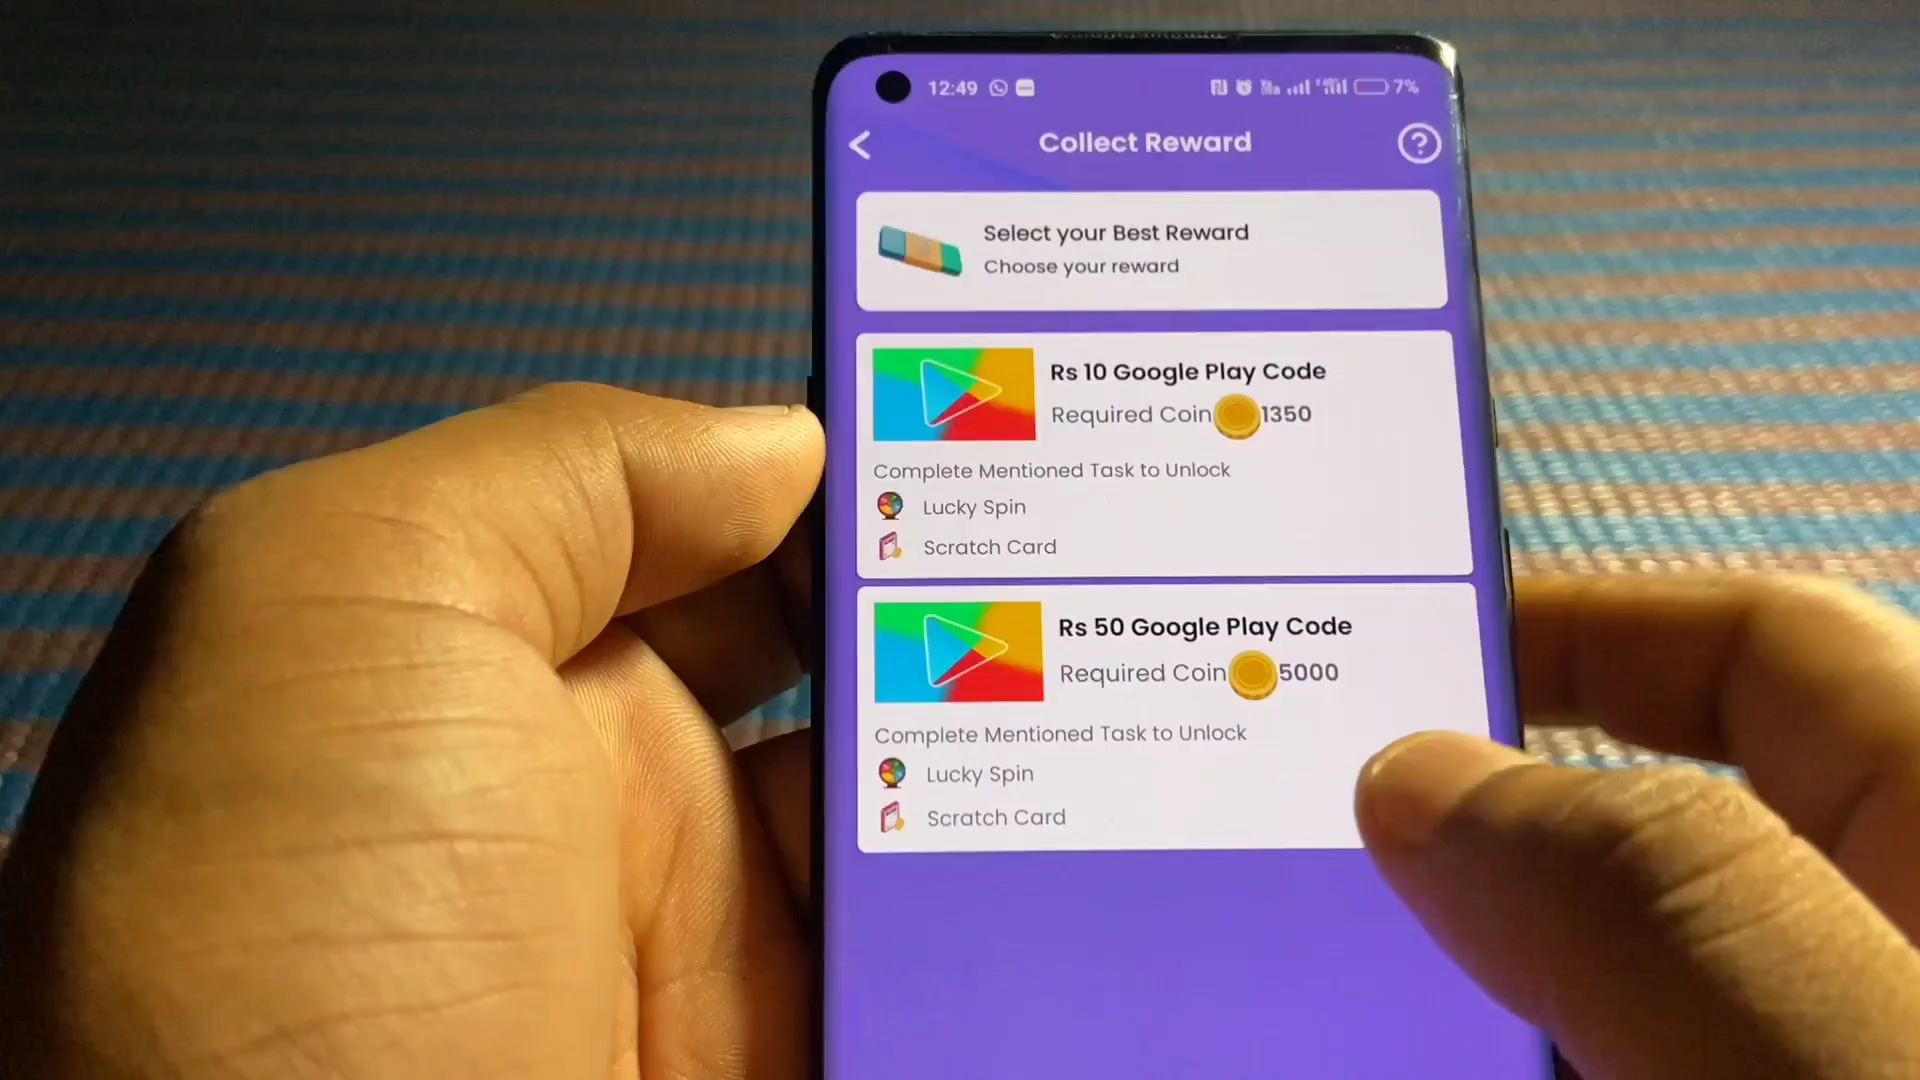 12:49 7%
Collect Reward
Select your Best Reward
Choose your reward
Rs 10 Google Play Code
Required Coin 1350
Complete Mentioned Task to Unlock
Lucky Spin
Scratch Card
Rs 50 Google Play Code
Required Coin 5000
Complete Mentioned Task to Unlock
Lucky Spin
Scratch Card